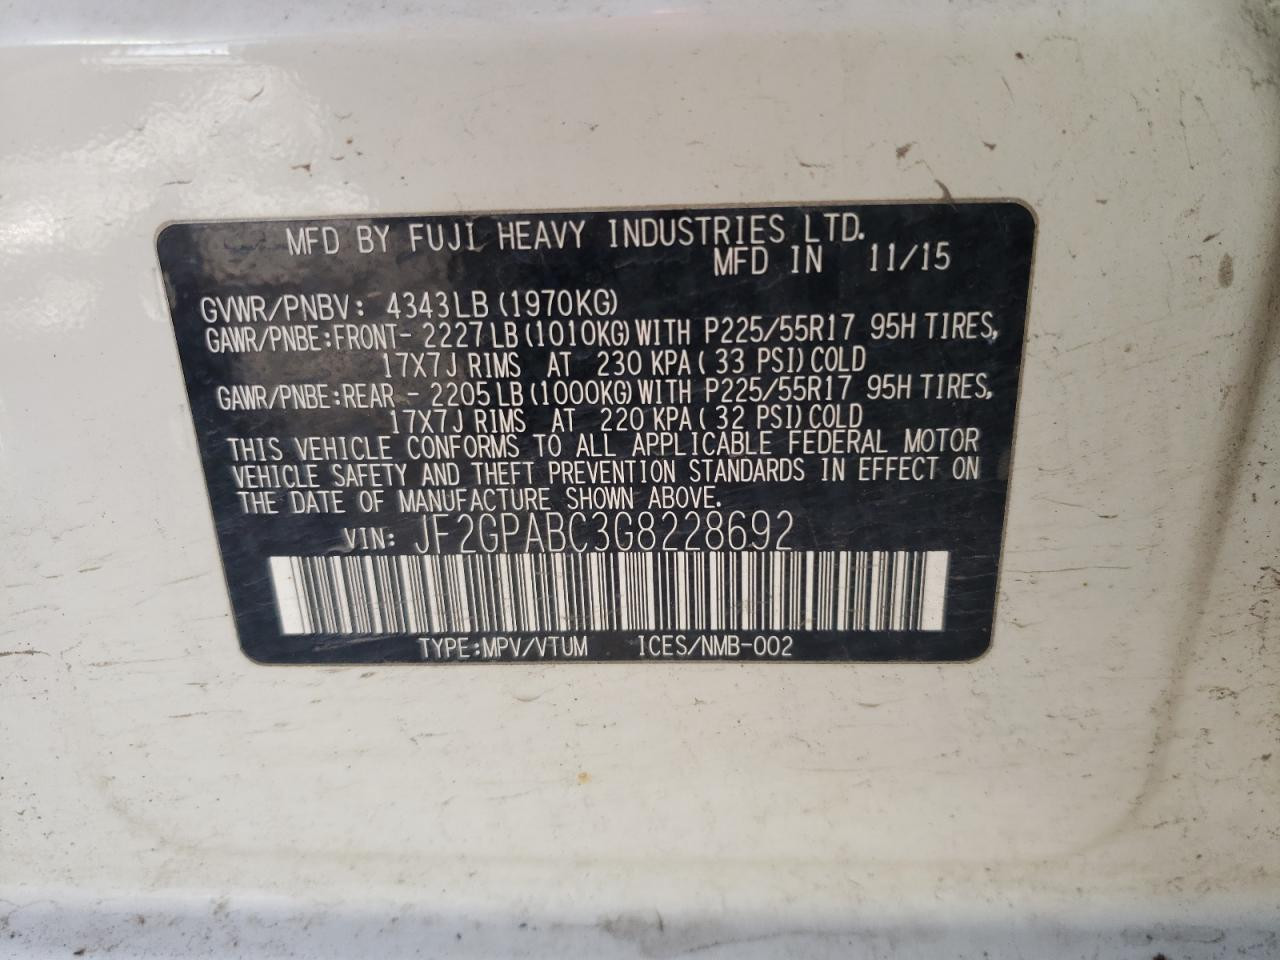 MFD BY FUJI HEAVY INDUSTRIES LTD.
MFD IN 11/15
GVWR/PNBV: 4343LB(1970KG)
GAWR/PNBE:FRONT- 2227LB(1010KG)WITH P225/55R17 95H TIRES,
17X7J RIMS AT 230 KPA(33 PSI)COLD
GAWR/PNBE:REAR - 2205LB(1000KG)WITH P225/55R17 95H TIRES,
17X7J RIMS AT 220 KPA(32 PSI)COLD
THIS VEHICLE CONFORMS TO ALL APPLICABLE FEDERAL MOTOR
VEHICLE SAFETY AND THEFT PREVENTION STANDARDS IN EFFECT ON
THE DATE OF MANUFACTURE SHOWN ABOVE.
VIN: JF2GPABC3G8228692
TYPE:MPV/VTUM ICES/NMB-002